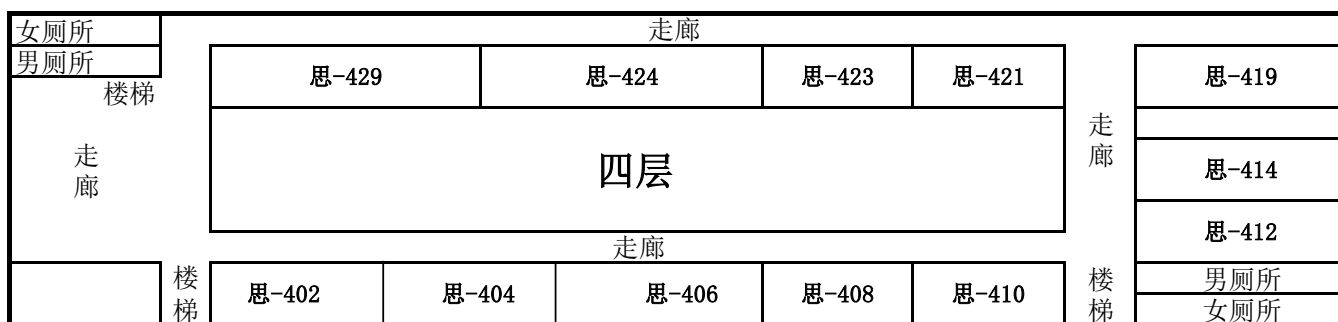 女厕所
走廊
男厕所
思-429
思-424
思-423
思-421
思-419
楼梯
走廊
走廊
四层
思-414
思-412
走廊
楼梯
思-402
思-404
思-406
思-408
思-410
楼梯
男厕所
女厕所